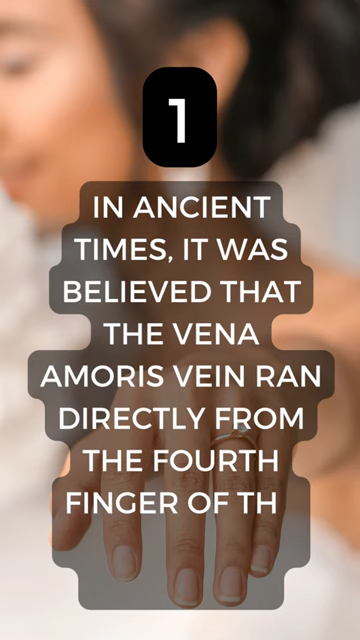 1
IN ANCIENT
TIMES, IT WAS
BELIEVED THAT
THE VENA
AMORIS VEIN RAN
DIRECTLY FROM
THE FOURTH
FINGER OF TH